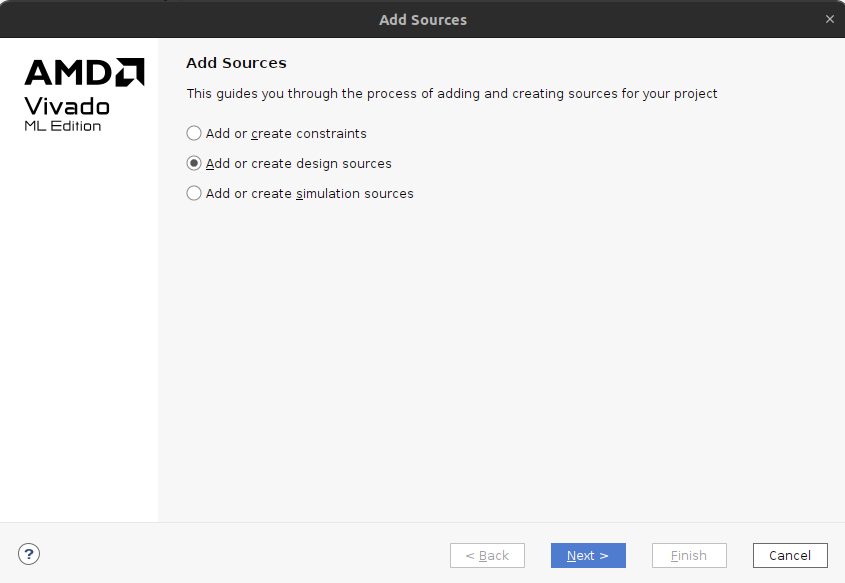 Add Sources
×
AMD
Vivado
ML Edition
Add Sources
This guides you through the process of adding and creating sources for your project
Add or create constraints
Add or create design sources
Add or create simulation sources
?
< Back
Next >
Finish
Cancel